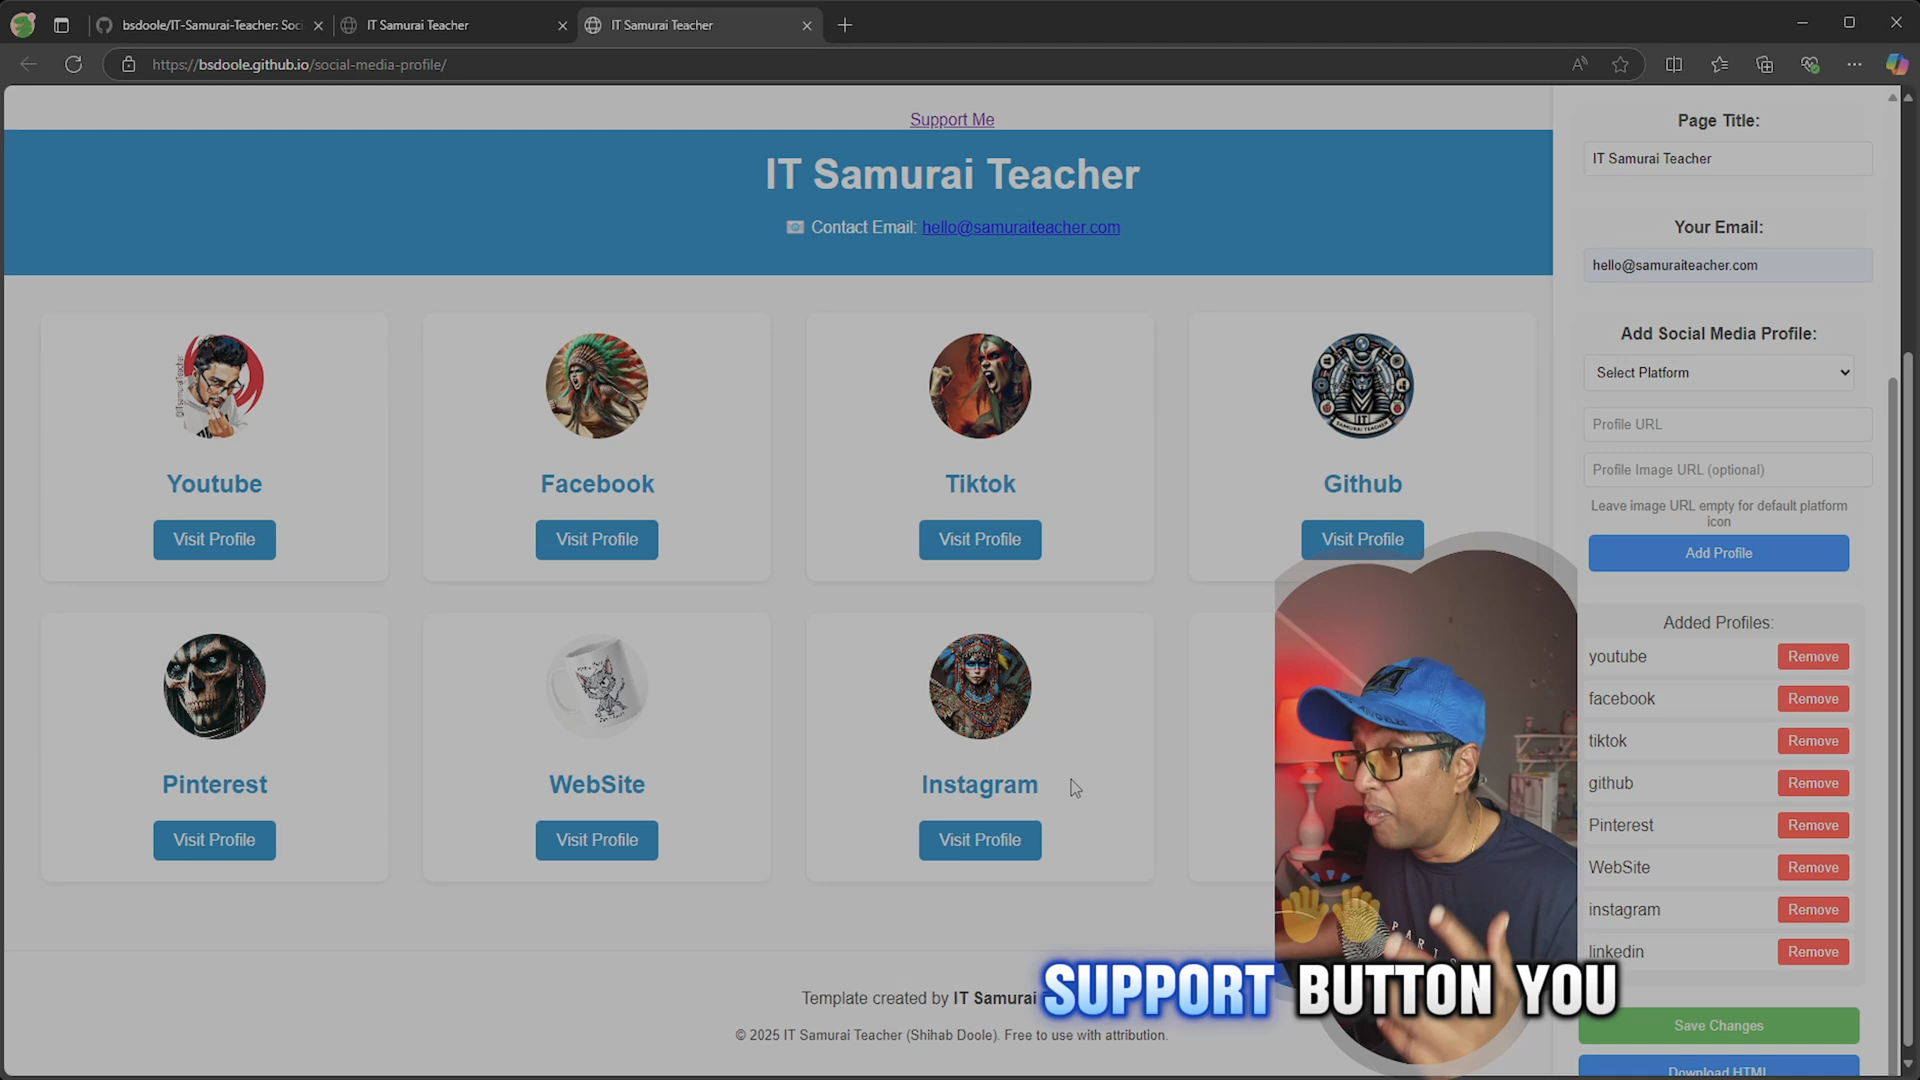 bsdoole/IT-Samurai-Teacher: Soci
IT Samurai Teacher
IT Samurai Teacher
https://bsdoole.github.io/social-media-profile/
Support Me
IT Samurai Teacher
Contact Email: hello@samuraiteacher.com
Youtube
Visit Profile
Facebook
Visit Profile
Tiktok
Visit Profile
Github
Visit Profile
Pinterest
Visit Profile
WebSite
Visit Profile
Instagram
Visit Profile
Template created by IT Samurai
© 2025 IT Samurai Teacher (Shihab Doole). Free to use with attribution.
SUPPORT BUTTON YOU
Page Title:
IT Samurai Teacher
Your Email:
hello@samuraiteacher.com
Add Social Media Profile:
Select Platform
Profile URL
Profile Image URL (optional)
Leave image URL empty for default platform
icon
Add Profile
Added Profiles:
youtube
Remove
facebook
Remove
tiktok
Remove
github
Remove
Pinterest
Remove
WebSite
Remove
instagram
Remove
linkedin
Remove
Save Changes
Download HTML